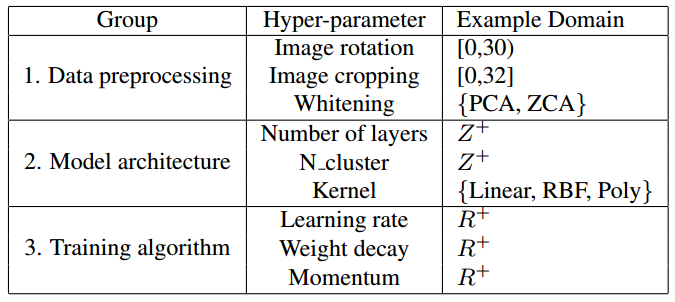 Group Hyper-parameter Example Domain
Image rotation [0,30)
1. Data preprocessing Image cropping [0,32]
Whitening {PCA, ZCA}
Number of layers Z+
2. Model architecture N_cluster Z+
Kernel {Linear, RBF, Poly}
Learning rate R+
3. Training algorithm Weight decay R+
Momentum R+